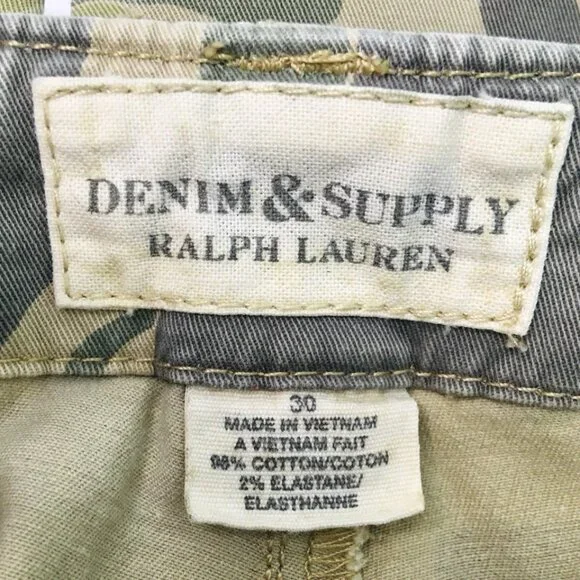 DENIM & SUPPLY
RALPH LAUREN
30
MADE IN VIETNAM
A VIETNAM FAIT
98% COTTON/COTON
2% ELASTANE/
ELASTHANNE